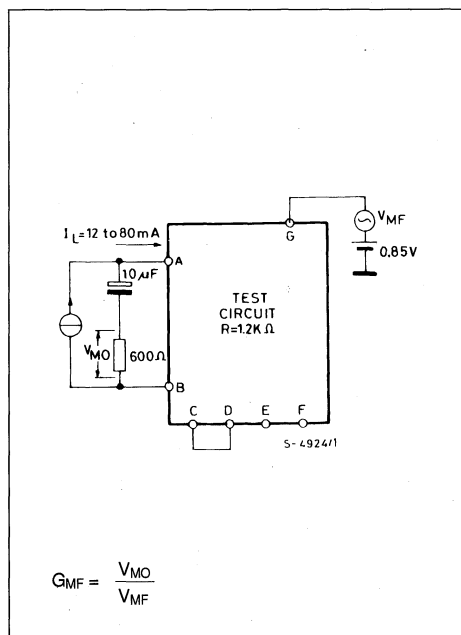 I_L=12 to 80mA
G
V_MF
0.85V
A
10μF
TEST
CIRCUIT
R=1.2KΩ
V_MO
600Ω
B
C D E F
S-4924/1
G_MF = V_MO / V_MF